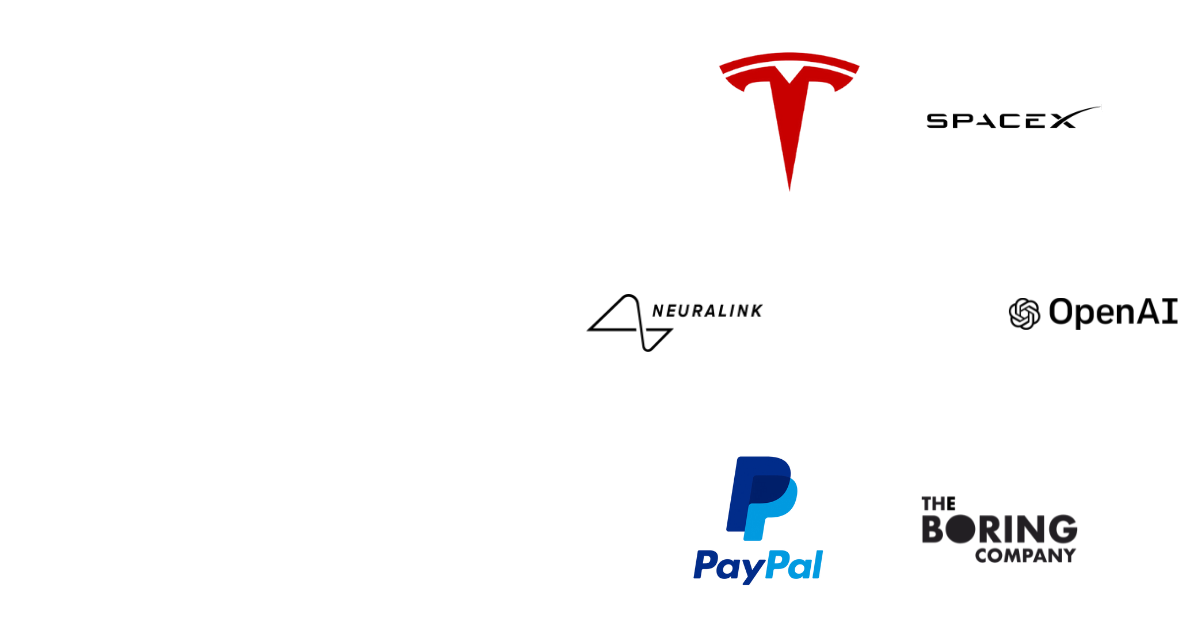 SPACEX
NEURALINK
OpenAI
PayPal
THE
BORING
COMPANY